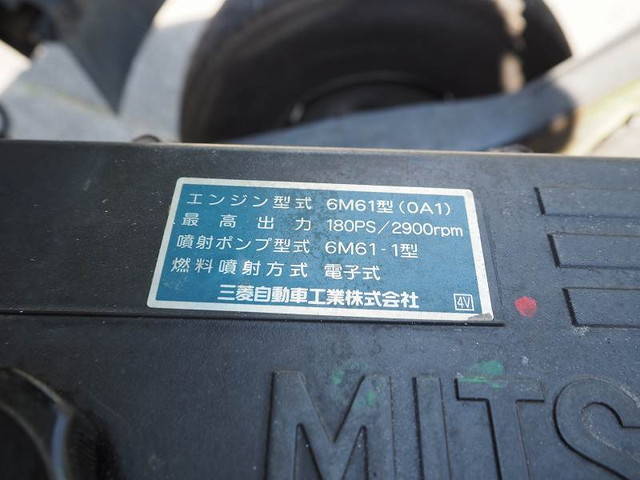 エンジン型式 6M61型(0A1)
最高出力 180PS/2900rpm
噴射ポンプ型式 6M61-1型
燃料噴射方式 電子式
三菱自動車工業株式会社 4V
MITS